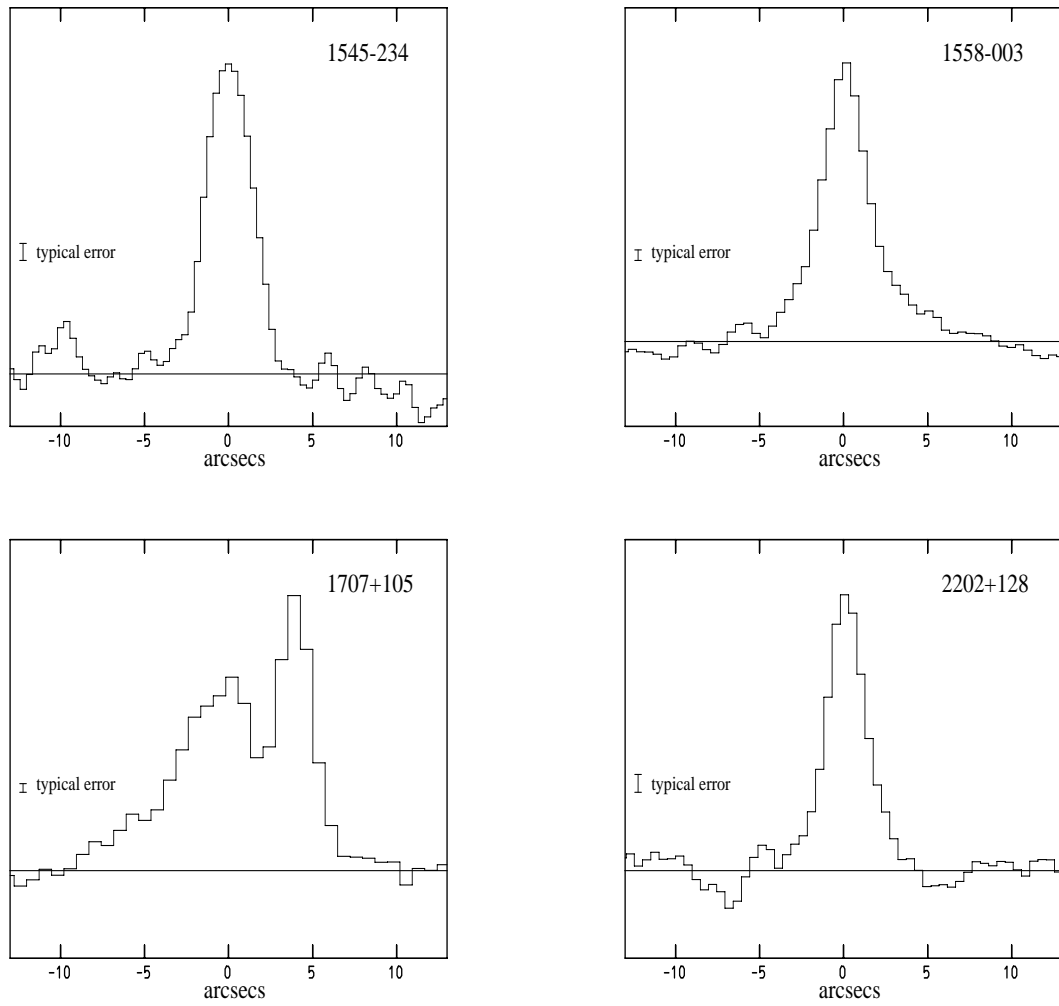 1545-234
typical error
-10 -5 0 5 10
arcsecs
1558-003
typical error
-10 -5 0 5 10
arcsecs
1707+105
typical error
-10 -5 0 5 10
arcsecs
2202+128
typical error
-10 -5 0 5 10
arcsecs